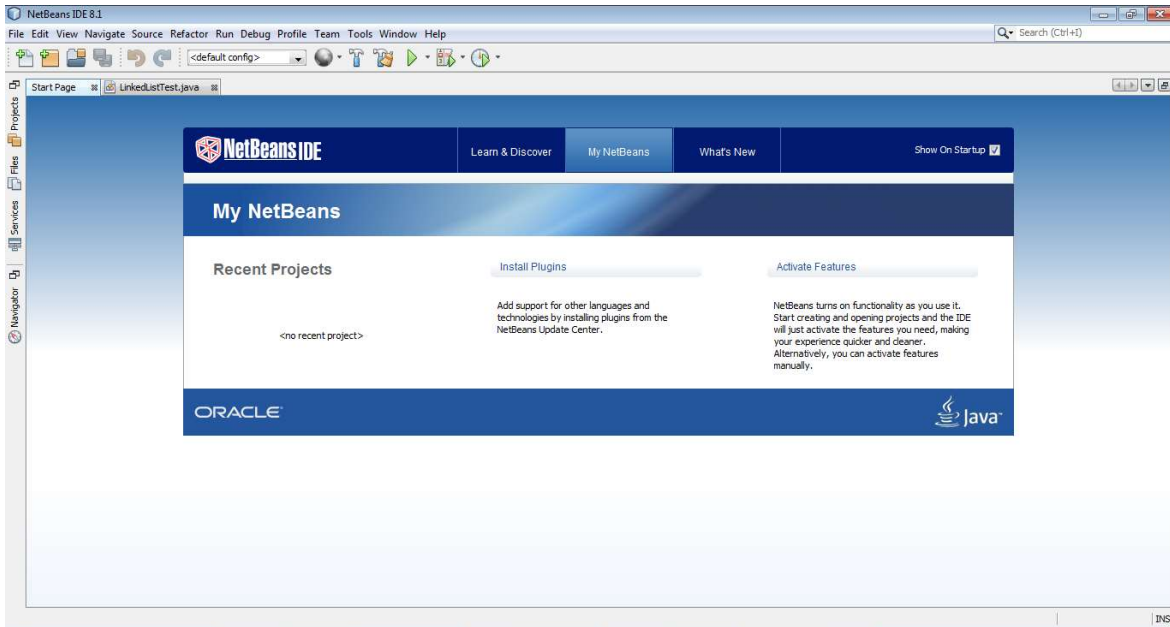 NetBeans IDE 8.1
File Edit View Navigate Source Refactor Run Debug Profile Team Tools Window Help
Search (Ctrl+I)
<default config>
Start Page
LinkedListTest.java
Projects
Files
Services
Navigator
NetBeans IDE
Learn & Discover
My NetBeans
What's New
Show On Startup
My NetBeans
Recent Projects
<no recent project>
Install Plugins
Add support for other languages and
technologies by installing plugins from the
NetBeans Update Center.
Activate Features
NetBeans turns on functionality as you use it.
Start creating and opening projects and the IDE
will just activate the features you need, making
your experience quicker and cleaner.
Alternatively, you can activate features
manually.
ORACLE
Java
INS